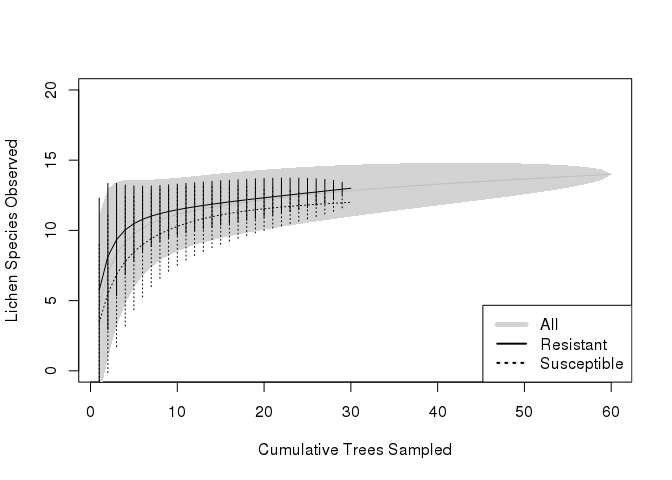 20
15
10
5
0
Lichen Species Observed
All
Resistant
Susceptible
0 10 20 30 40 50 60
Cumulative Trees Sampled